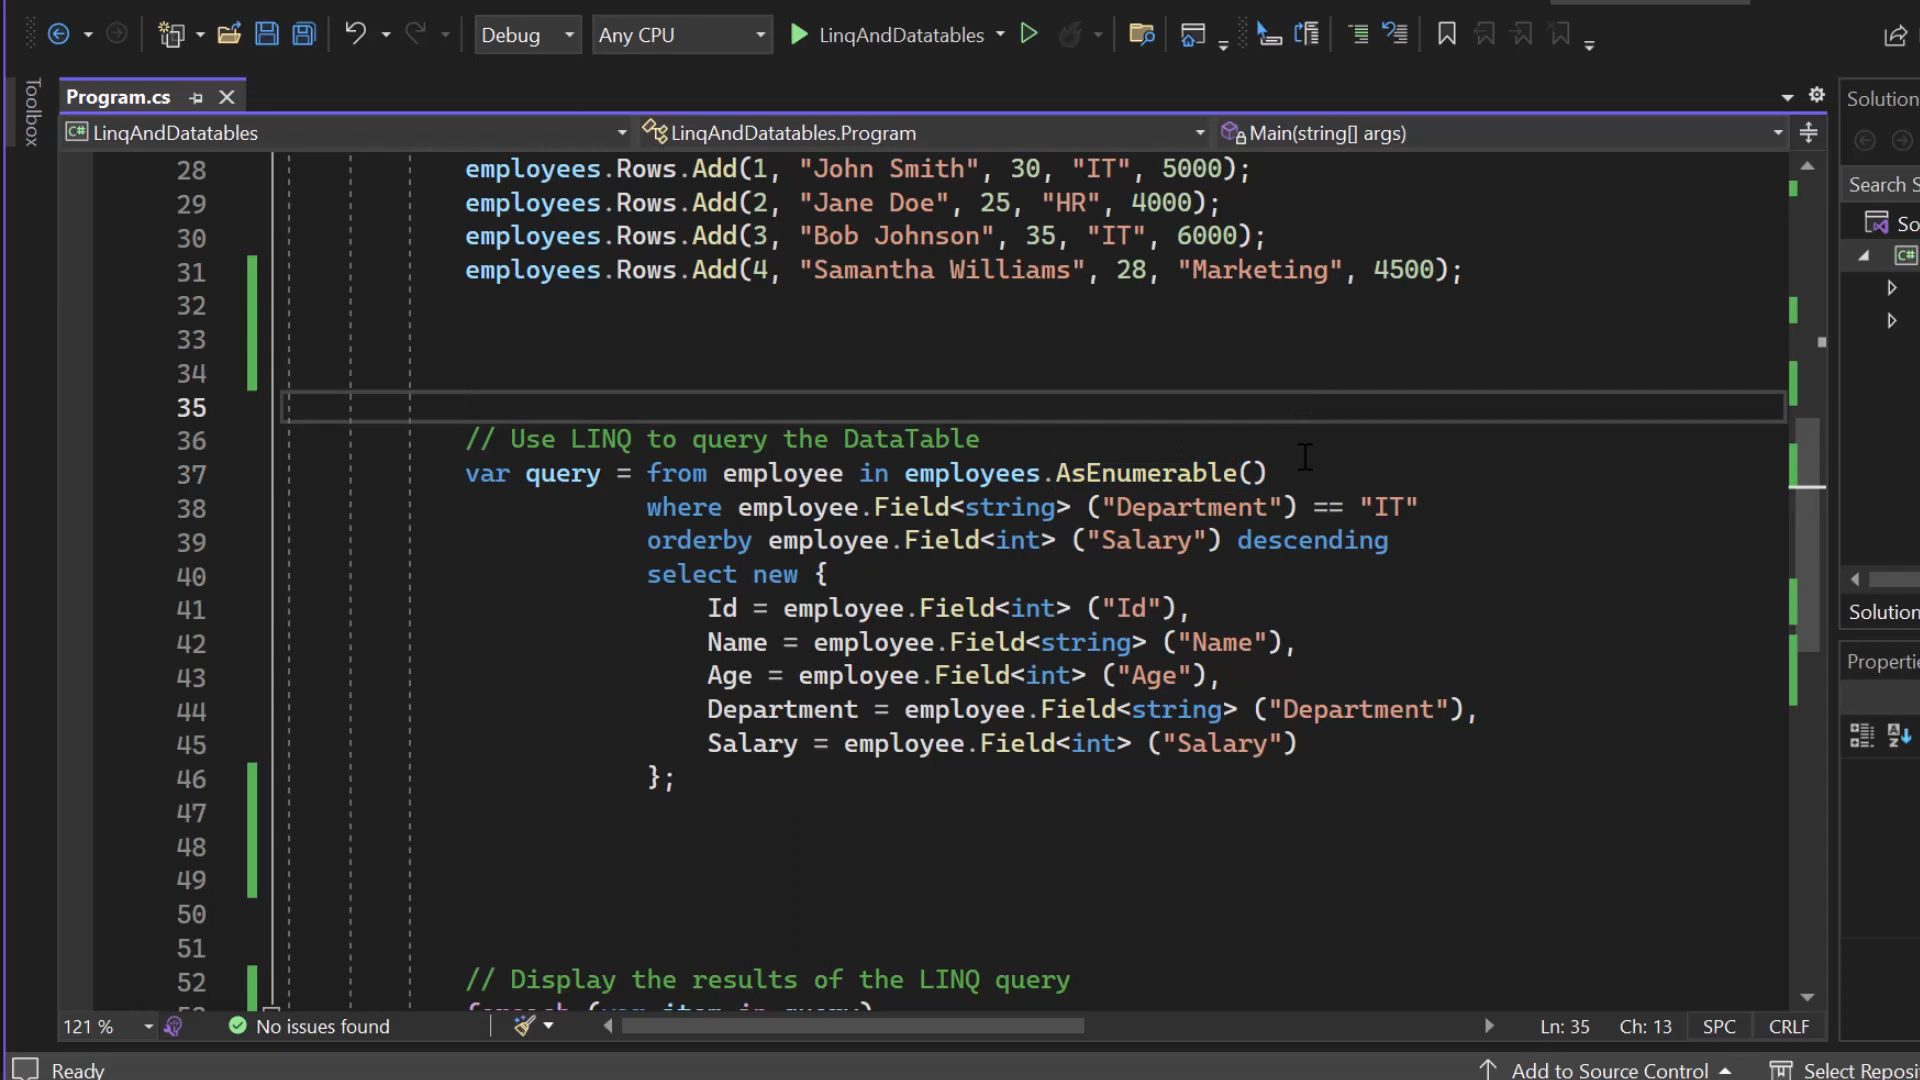 Debug Any CPU LinqAndDatatables
Toolbox
Program.cs
Solution
LinqAndDatatables LinqAndDatatables.Program Main(string[] args)
Search S
So
28 employees.Rows.Add(1, "John Smith", 30, "IT", 5000);
29 employees.Rows.Add(2, "Jane Doe", 25, "HR", 4000);
30 employees.Rows.Add(3, "Bob Johnson", 35, "IT", 6000);
31 employees.Rows.Add(4, "Samantha Williams", 28, "Marketing", 4500);
32
33
34
35
36 // Use LINQ to query the DataTable
37 var query = from employee in employees.AsEnumerable()
38 where employee.Field<string> ("Department") == "IT"
39 orderby employee.Field<int> ("Salary") descending
40 select new {
41 Id = employee.Field<int> ("Id"),
42 Name = employee.Field<string> ("Name"),
43 Age = employee.Field<int> ("Age"),
44 Department = employee.Field<string> ("Department"),
45 Salary = employee.Field<int> ("Salary")
46 };
47
48
49
50
51
52 // Display the results of the LINQ query
foreach (var item in query)
Solution
Properti
121 % No issues found Ln: 35 Ch: 13 SPC CRLF
Ready Add to Source Control Select Reposi